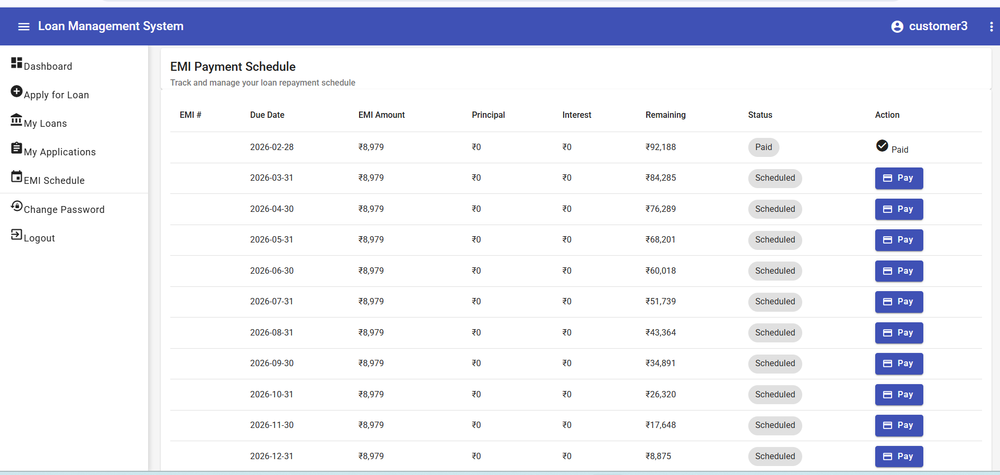 Loan Management System
customer3
Dashboard
Apply for Loan
My Loans
My Applications
EMI Schedule
Change Password
Logout
EMI Payment Schedule
Track and manage your loan repayment schedule
EMI # Due Date EMI Amount Principal Interest Remaining Status Action
2026-02-28 ₹8,979 ₹0 ₹0 ₹92,188 Paid Paid
2026-03-31 ₹8,979 ₹0 ₹0 ₹84,285 Scheduled Pay
2026-04-30 ₹8,979 ₹0 ₹0 ₹76,289 Scheduled Pay
2026-05-31 ₹8,979 ₹0 ₹0 ₹68,201 Scheduled Pay
2026-06-30 ₹8,979 ₹0 ₹0 ₹60,018 Scheduled Pay
2026-07-31 ₹8,979 ₹0 ₹0 ₹51,739 Scheduled Pay
2026-08-31 ₹8,979 ₹0 ₹0 ₹43,364 Scheduled Pay
2026-09-30 ₹8,979 ₹0 ₹0 ₹34,891 Scheduled Pay
2026-10-31 ₹8,979 ₹0 ₹0 ₹26,320 Scheduled Pay
2026-11-30 ₹8,979 ₹0 ₹0 ₹17,648 Scheduled Pay
2026-12-31 ₹8,979 ₹0 ₹0 ₹8,875 Scheduled Pay